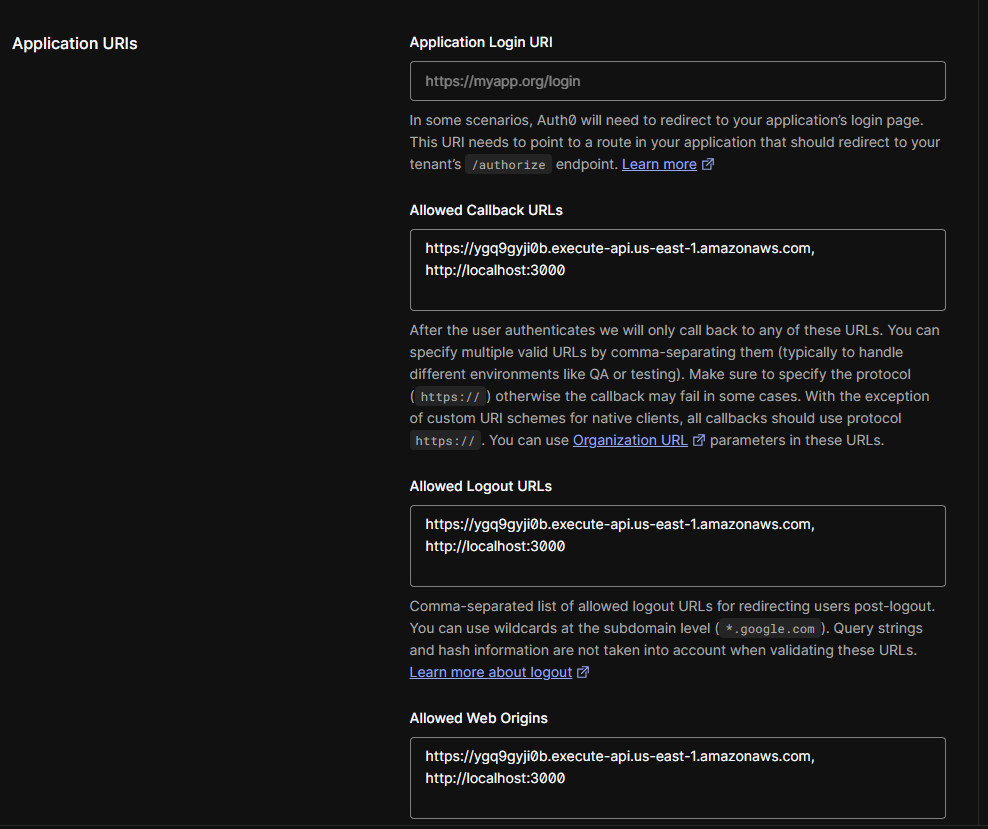 Application URIs
Application Login URI
https://myapp.org/login
In some scenarios, Auth0 will need to redirect to your application's login page.
This URI needs to point to a route in your application that should redirect to your
tenant's /authorize endpoint. Learn more
Allowed Callback URLs
https://ygq9gyji0b.execute-api.us-east-1.amazonaws.com,
http://localhost:3000
After the user authenticates we will only call back to any of these URLs. You can
specify multiple valid URLs by comma-separating them (typically to handle
different environments like QA or testing). Make sure to specify the protocol
(https://) otherwise the callback may fail in some cases. With the exception
of custom URI schemes for native clients, all callbacks should use protocol
https://. You can use Organization URL parameters in these URLs.
Allowed Logout URLs
https://ygq9gyji0b.execute-api.us-east-1.amazonaws.com,
http://localhost:3000
Comma-separated list of allowed logout URLs for redirecting users post-logout.
You can use wildcards at the subdomain level (*.google.com). Query strings
and hash information are not taken into account when validating these URLs.
Learn more about logout
Allowed Web Origins
https://ygq9gyji0b.execute-api.us-east-1.amazonaws.com,
http://localhost:3000